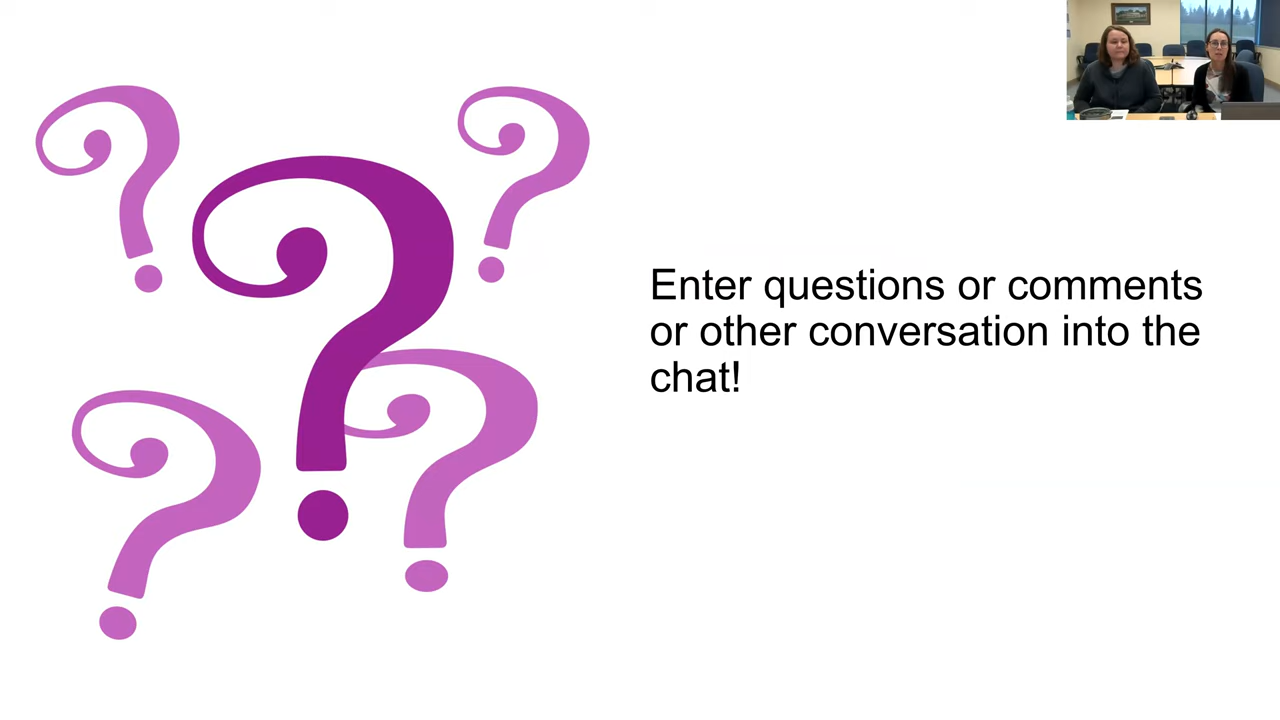 Enter questions or comments
or other conversation into the
chat!